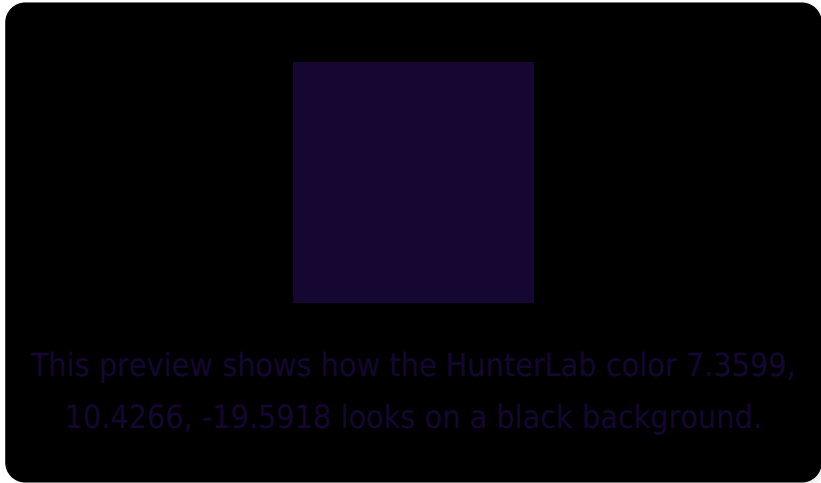 This preview shows how the HunterLab color 7.3599,
10.4266, -19.5918 looks on a black background.